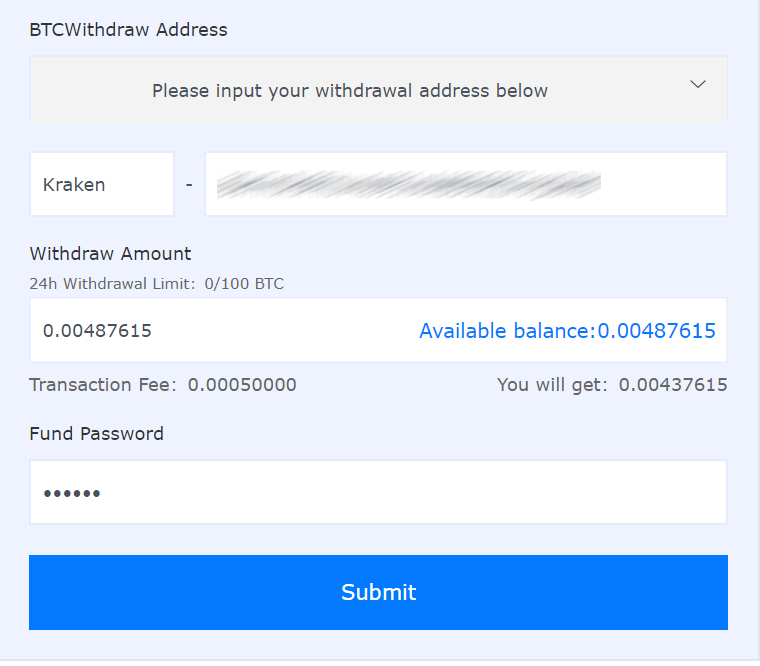 BTCWithdraw Address
Please input your withdrawal address below
Kraken -
Withdraw Amount
24h Withdrawal Limit: 0/100 BTC
0.00487615 Available balance:0.00487615
Transaction Fee: 0.00050000 You will get: 0.00437615
Fund Password
••••••
Submit